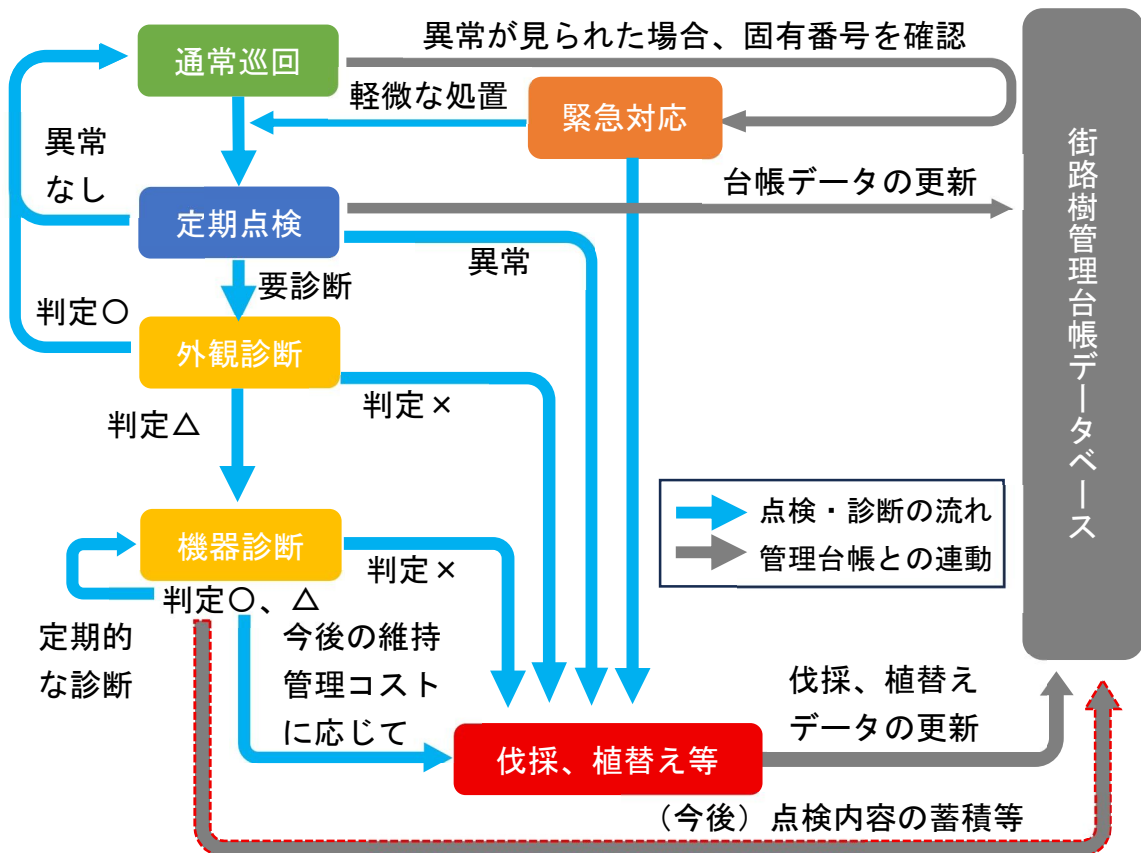 異常が見られた場合、固有番号を確認
通常巡回
軽微な処置
緊急対応
異常
なし
台帳データの更新
定期点検
異常
要診断
判定〇
外観診断
判定×
判定△
点検・診断の流れ
管理台帳との連動
機器診断
判定×
判定〇、△
定期的
な診断
今後の維持
管理コスト
に応じて
伐採、植替え
データの更新
伐採、植替え等
（今後）点検内容の蓄積等
街路樹管理台帳データベース